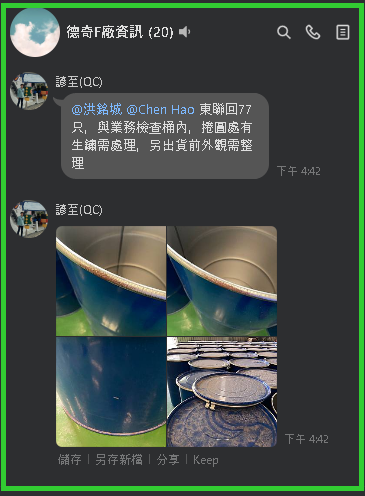 德奇F廠資訊 (20)
諺至(QC)
@洪銘城 @Chen Hao 東聯回77
只，與業務檢查桶內，捲圓處有
生鏽需處理，另出貨前外觀需整
理
下午 4:42
諺至(QC)
下午 4:42
儲存 | 另存新檔 | 分享 | Keep